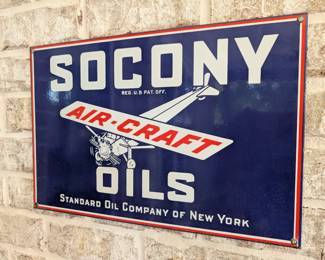 SOCONY
REG. U.S. PAT. OFF.
AIR-CRAFT
OILS
STANDARD OIL COMPANY OF NEW YORK